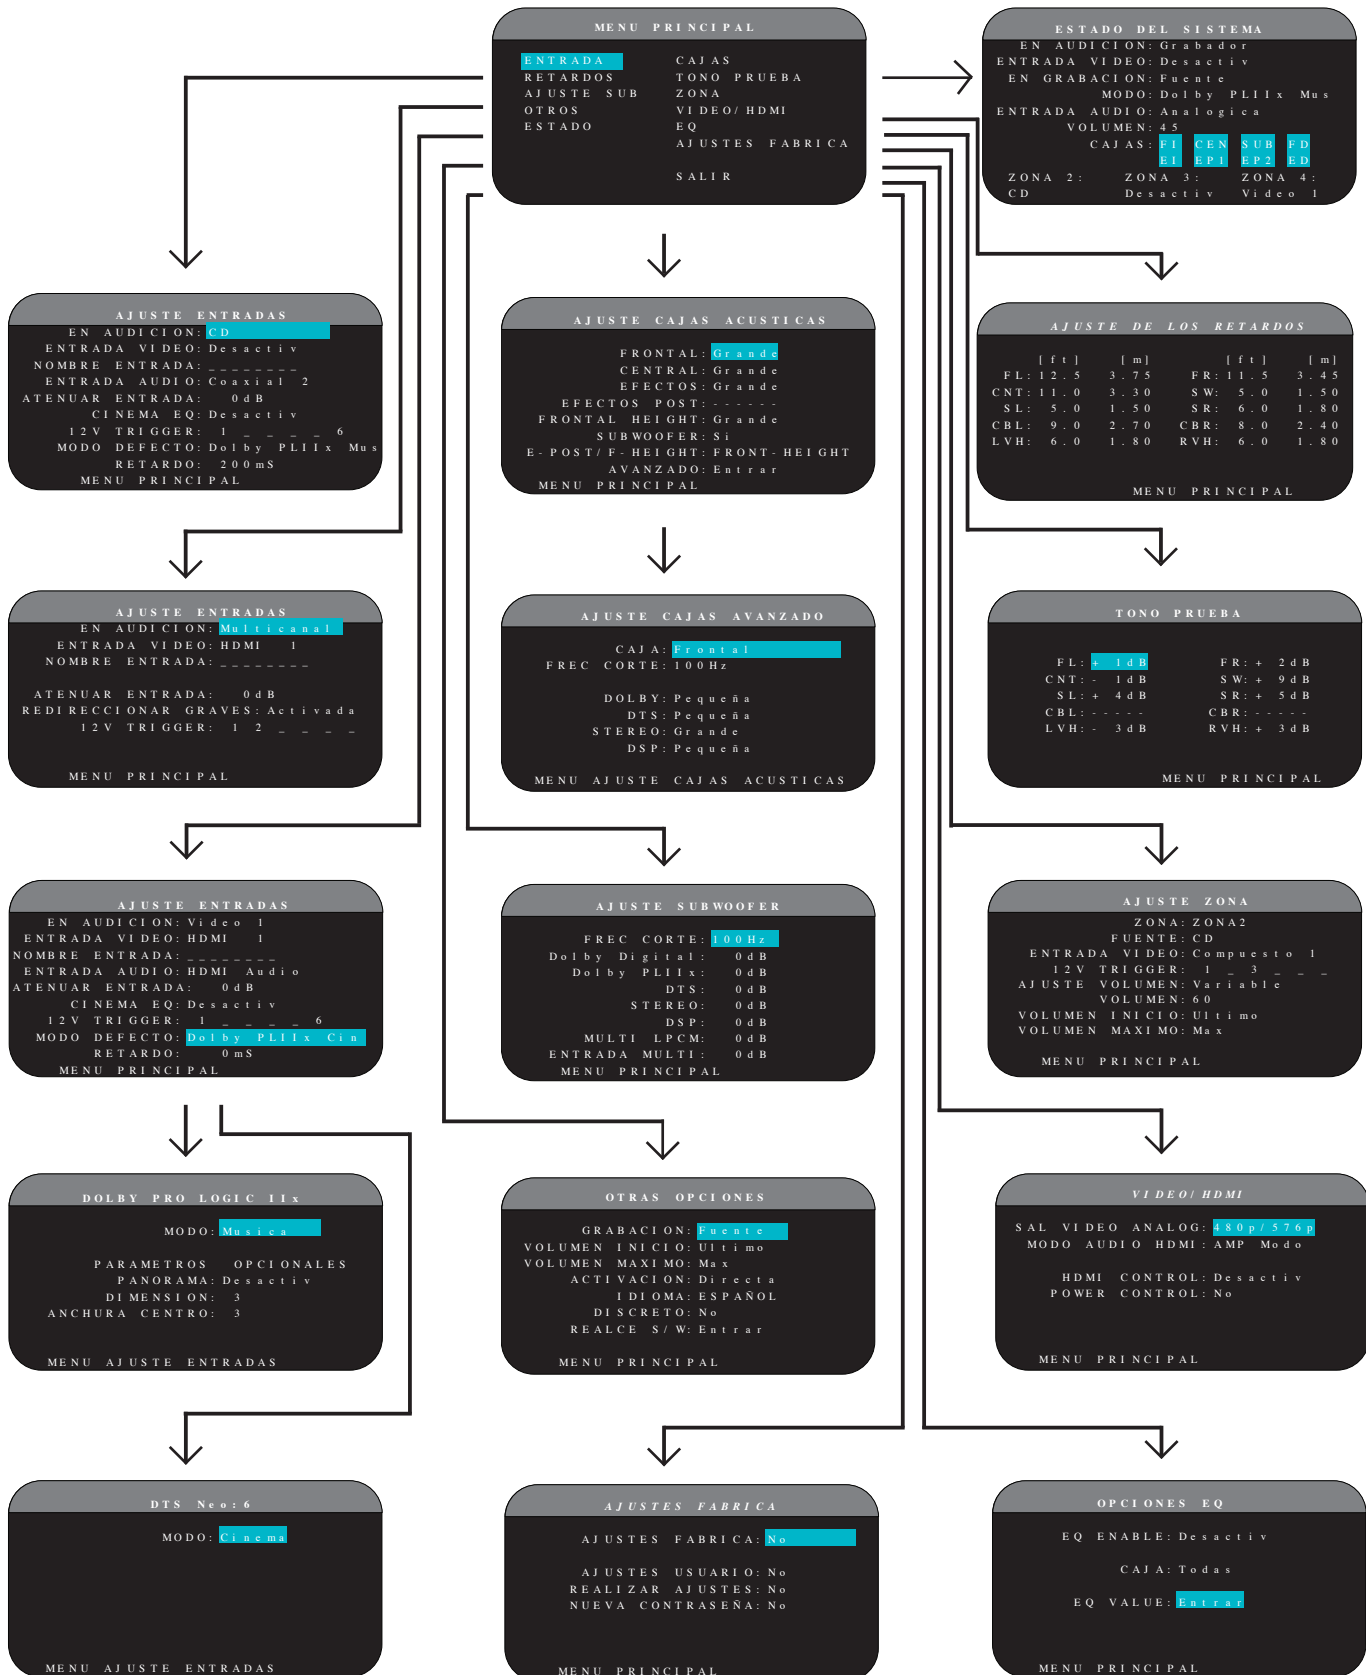 MENU PRINCIPAL
ENTRADA CAJAS
RETARDOS TONO PRUEBA
AJUSTE SUB ZONA
OTROS VIDEO/HDMI
ESTADO EQ
AJUSTES FABRICA
SALIR
ESTADO DEL SISTEMA
EN AUDICION: Grabador
ENTRADA VIDEO: Desactiv
EN GRABACION: Fuente
MODO: Dolby PLIIx Mus
ENTRADA AUDIO: Analogica
VOLUMEN: 45
CAJAS: FI CEN SUB FD
EI EP1 EP2 ED
ZONA 2: ZONA 3: ZONA 4:
CD Desactiv Video 1
AJUSTE ENTRADAS
EN AUDICION: CD
ENTRADA VIDEO: Desactiv
NOMBRE ENTRADA: ________
ENTRADA AUDIO: Coaxial 2
ATENUAR ENTRADA: 0dB
CINEMA EQ: Desactiv
12V TRIGGER: 1 _ _ _ _ 6
MODO DEFECTO: Dolby PLIIx Mus
RETARDO: 200mS
MENU PRINCIPAL
AJUSTE CAJAS ACUSTICAS
FRONTAL: Grande
CENTRAL: Grande
EFECTOS: Grande
EFECTOS POST: ------
FRONTAL HEIGHT: Grande
SUBWOOFER: Si
E-POST/F-HEIGHT: FRONT-HEIGHT
AVANZADO: Entrar
MENU PRINCIPAL
AJUSTE DE LOS RETARDOS
[ft] [m] [ft] [m]
FL: 12.5 3.75 FR: 11.5 3.45
CNT: 11.0 3.30 SW: 5.0 1.50
SL: 5.0 1.50 SR: 6.0 1.80
CBL: 9.0 2.70 CBR: 8.0 2.40
LVH: 6.0 1.80 RVH: 6.0 1.80
MENU PRINCIPAL
AJUSTE ENTRADAS
EN AUDICION: Multicanal
ENTRADA VIDEO: HDMI 1
NOMBRE ENTRADA: ________
ATENUAR ENTRADA: 0dB
REDIRECCIONAR GRAVES: Activada
12V TRIGGER: 1 2 _ _ _ _
MENU PRINCIPAL
AJUSTE CAJAS AVANZADO
CAJA: Frontal
FREC CORTE: 100Hz
DOLBY: Pequeña
DTS: Pequeña
STEREO: Grande
DSP: Pequeña
MENU AJUSTE CAJAS ACUSTICAS
TONO PRUEBA
FL: + 1dB FR: + 2dB
CNT: - 1dB SW: + 9dB
SL: + 4dB SR: + 5dB
CBL: ----- CBR: -----
LVH: - 3dB RVH: + 3dB
MENU PRINCIPAL
AJUSTE ENTRADAS
EN AUDICION: Video 1
ENTRADA VIDEO: HDMI 1
NOMBRE ENTRADA: ________
ENTRADA AUDIO: HDMI Audio
ATENUAR ENTRADA: 0dB
CINEMA EQ: Desactiv
12V TRIGGER: 1 _ _ _ _ 6
MODO DEFECTO: Dolby PLIIx Cin
RETARDO: 0mS
MENU PRINCIPAL
AJUSTE SUBWOOFER
FREC CORTE: 100Hz
Dolby Digital: 0dB
Dolby PLIIx: 0dB
DTS: 0dB
STEREO: 0dB
DSP: 0dB
MULTI LPCM: 0dB
ENTRADA MULTI: 0dB
MENU PRINCIPAL
AJUSTE ZONA
ZONA: ZONA2
FUENTE: CD
ENTRADA VIDEO: Compuesto 1
12V TRIGGER: 1 _ 3 _ _ _
AJUSTE VOLUMEN: Variable
VOLUMEN: 60
VOLUMEN INICIO: Ultimo
VOLUMEN MAXIMO: Max
MENU PRINCIPAL
DOLBY PRO LOGIC IIx
MODO: Musica
PARAMETROS OPCIONALES
PANORAMA: Desactiv
DIMENSION: 3
ANCHURA CENTRO: 3
MENU AJUSTE ENTRADAS
OTRAS OPCIONES
GRABACION: Fuente
VOLUMEN INICIO: Ultimo
VOLUMEN MAXIMO: Max
ACTIVACION: Directa
IDIOMA: ESPAÑOL
DISCRETO: No
REALCE S/W: Entrar
MENU PRINCIPAL
VIDEO/HDMI
SAL VIDEO ANALOG: 480p/576p
MODO AUDIO HDMI: AMP Modo
HDMI CONTROL: Desactiv
POWER CONTROL: No
MENU PRINCIPAL
DTS Neo:6
MODO: Cinema
MENU AJUSTE ENTRADAS
AJUSTES FABRICA
AJUSTES FABRICA: No
AJUSTES USUARIO: No
REALIZAR AJUSTES: No
NUEVA CONTRASEÑA: No
MENU PRINCIPAL
OPCIONES EQ
EQ ENABLE: Desactiv
CAJA: Todas
EQ VALUE: Entrar
MENU PRINCIPAL